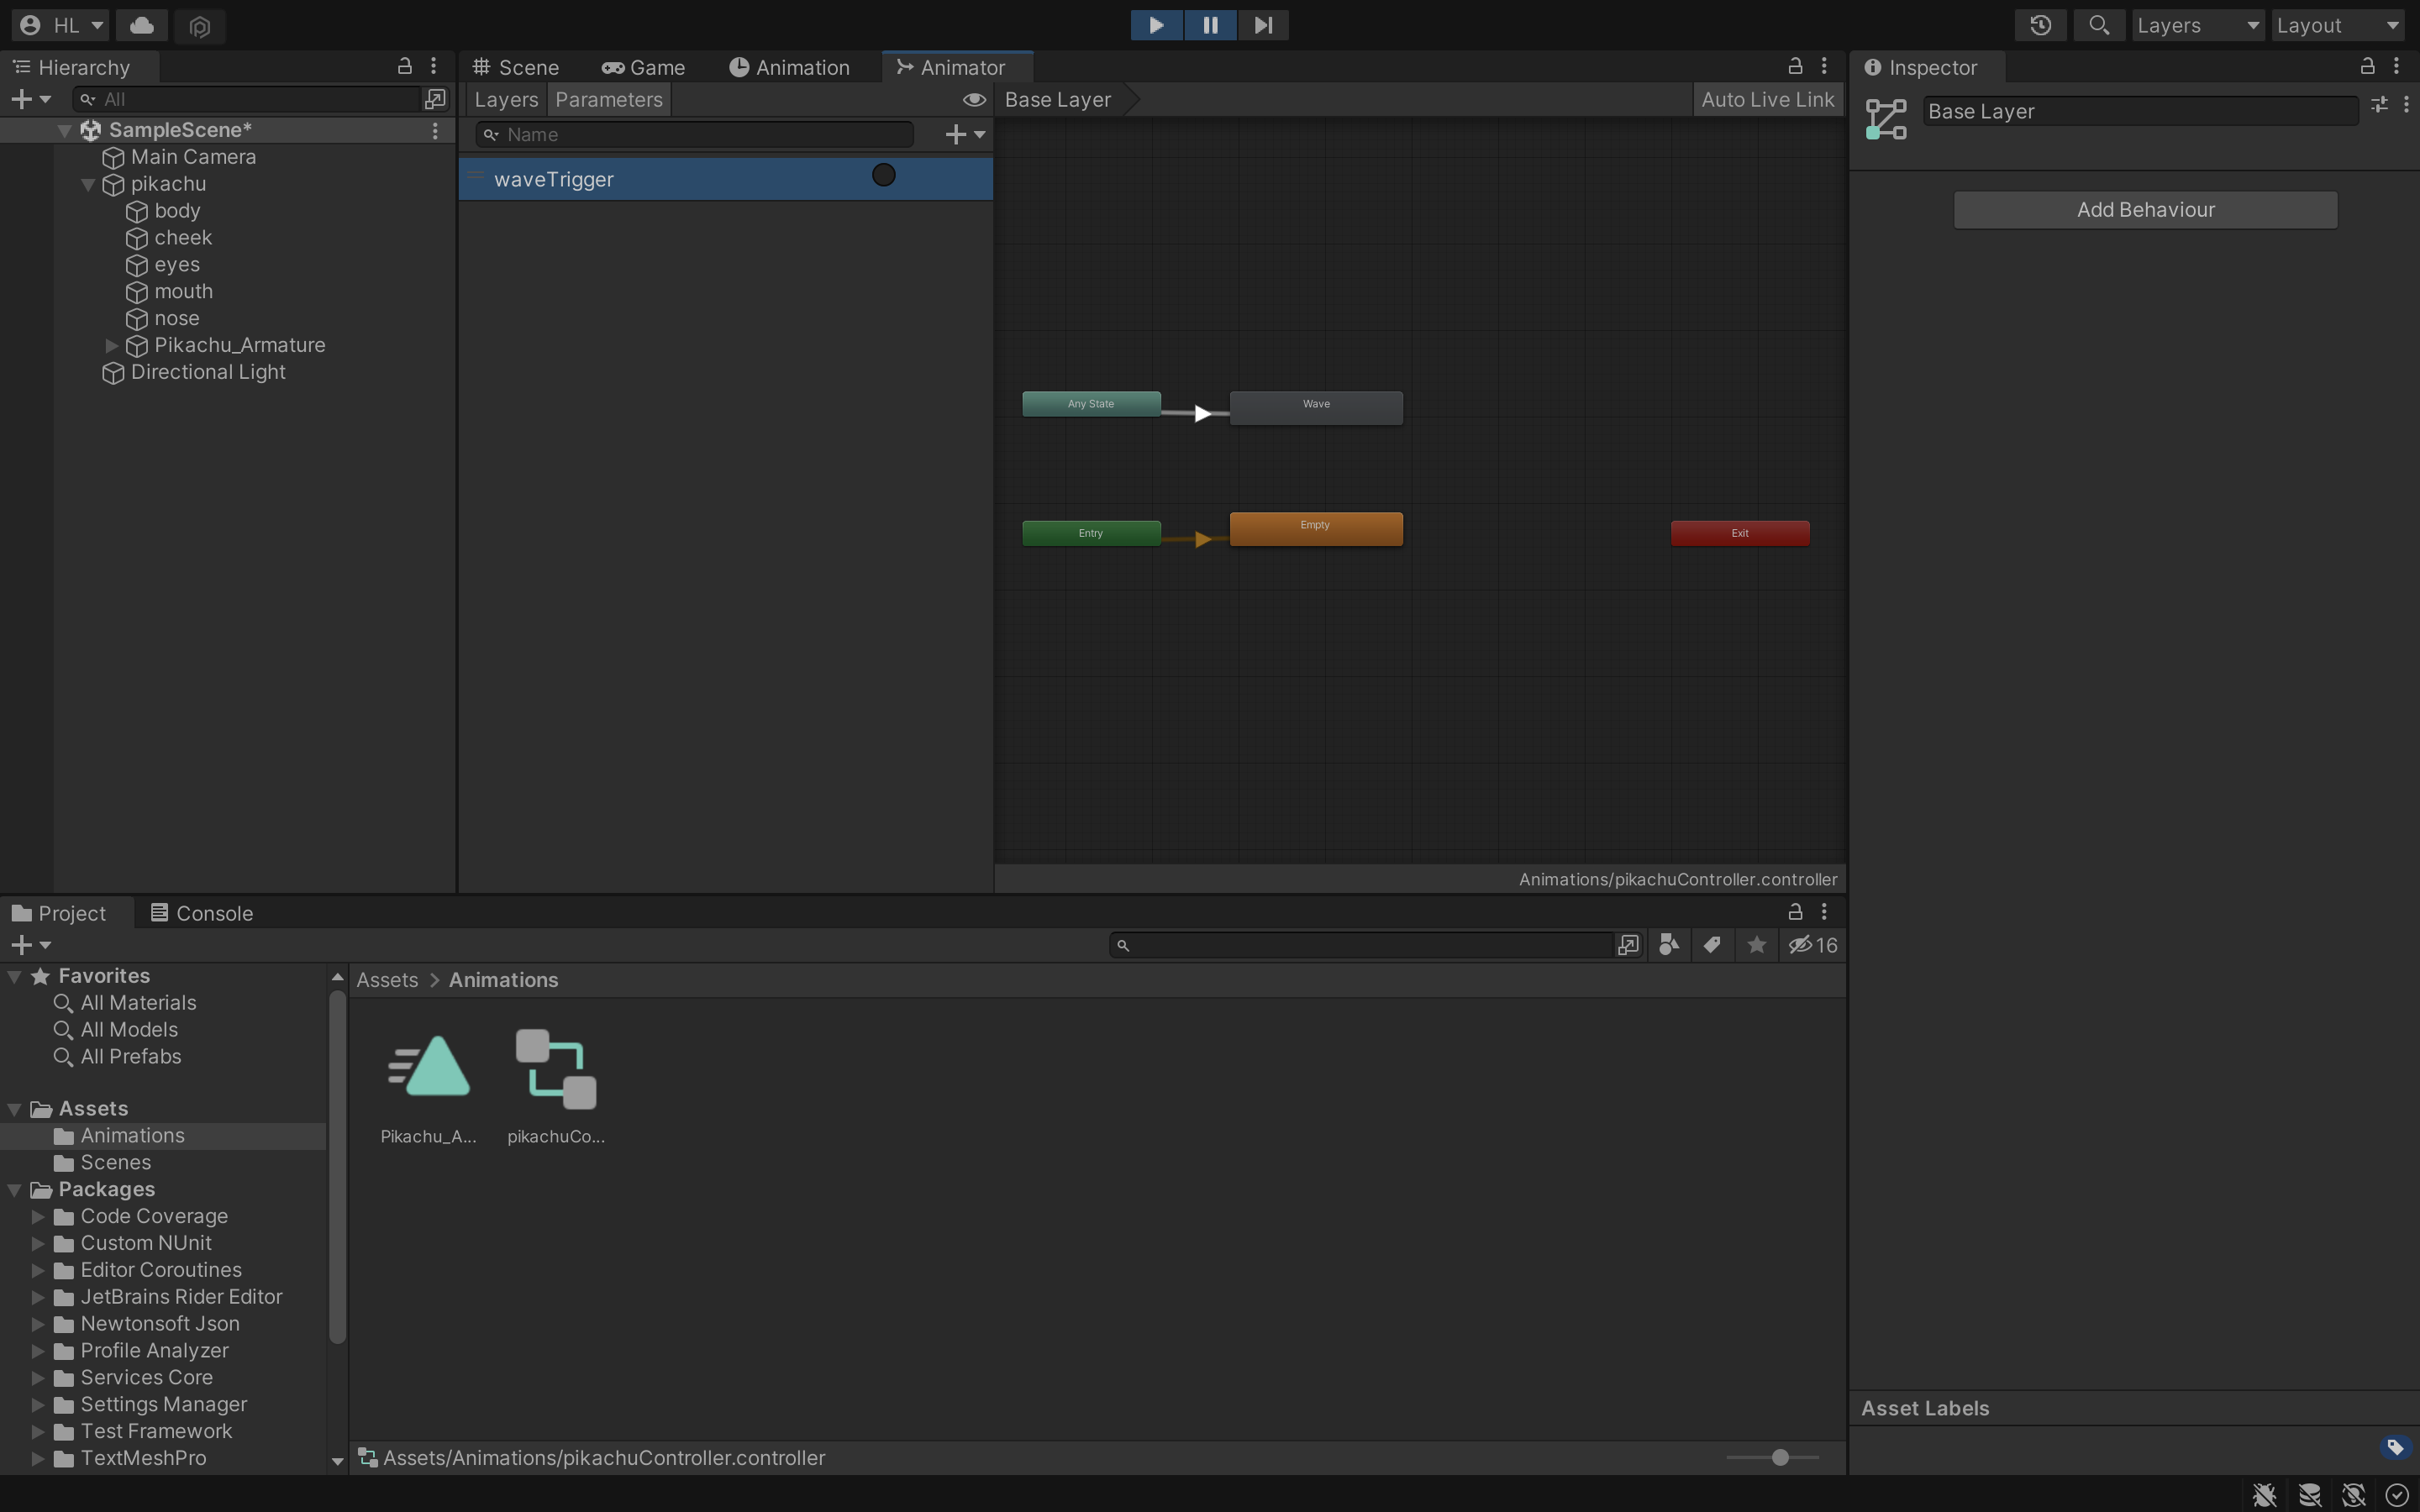 HL
Layers
Layout
Hierarchy
All
SampleScene*
Main Camera
pikachu
body
cheek
eyes
mouth
nose
Pikachu_Armature
Directional Light
Scene
Game
Animation
Animator
Layers
Parameters
Base Layer
Auto Live Link
Name
waveTrigger
Any State
Wave
Entry
Empty
Exit
Animations/pikachuController.controller
Inspector
Base Layer
Add Behaviour
Project
Console
16
Favorites
All Materials
All Models
All Prefabs
Assets
Animations
Scenes
Packages
Code Coverage
Custom NUnit
Editor Coroutines
JetBrains Rider Editor
Newtonsoft Json
Profile Analyzer
Services Core
Settings Manager
Test Framework
TextMeshPro
Assets > Animations
Pikachu_A...
pikachuCo...
Assets/Animations/pikachuController.controller
Asset Labels